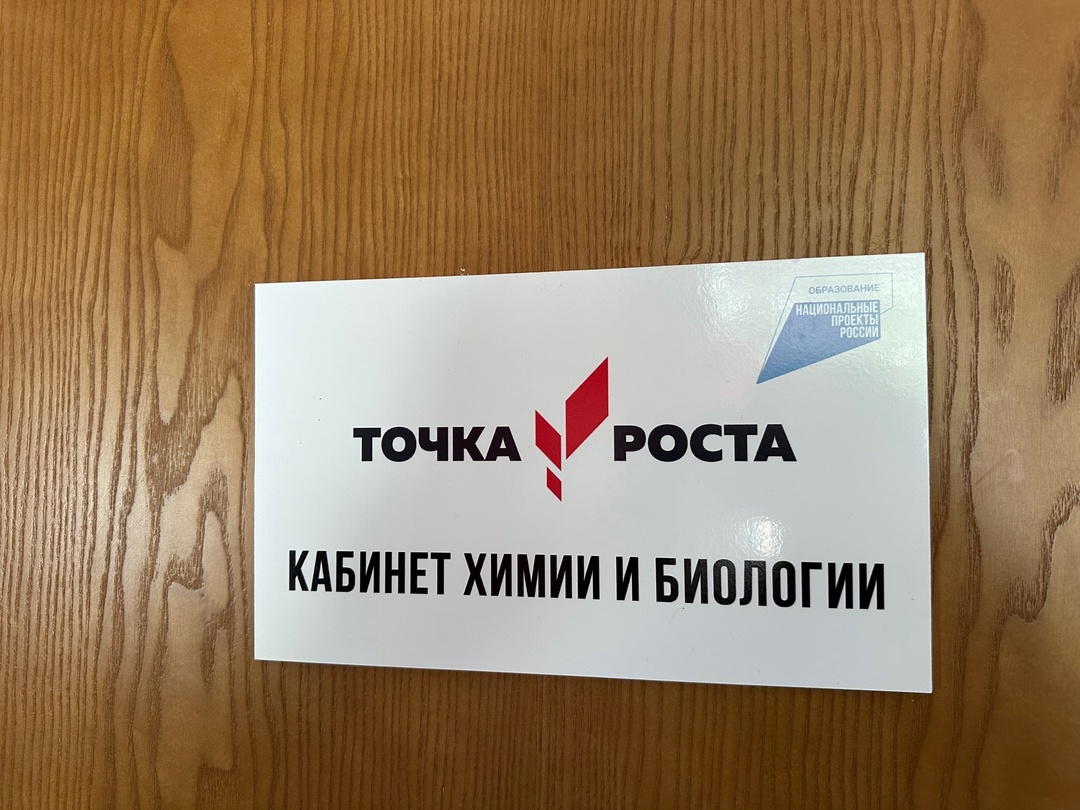 ОБРАЗОВАНИЕ
НАЦИОНАЛЬНЫЕ
ПРОЕКТЫ
РОССИИ
ТОЧКА РОСТА
КАБИНЕТ ХИМИИ И БИОЛОГИИ